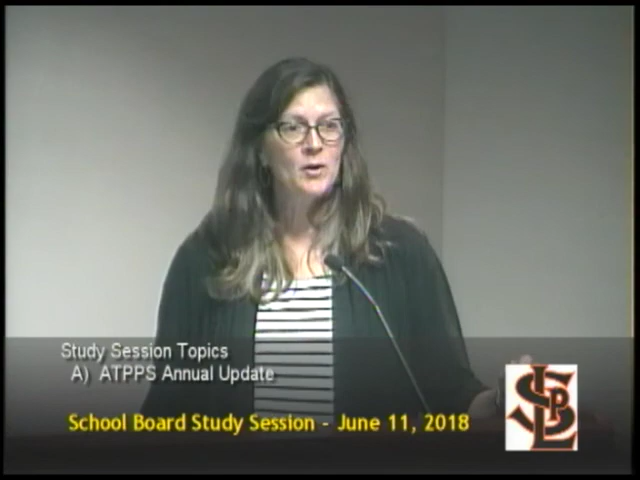 Study Session Topics
A) ATPPS Annual Update
School Board Study Session - June 11, 2018
SLP